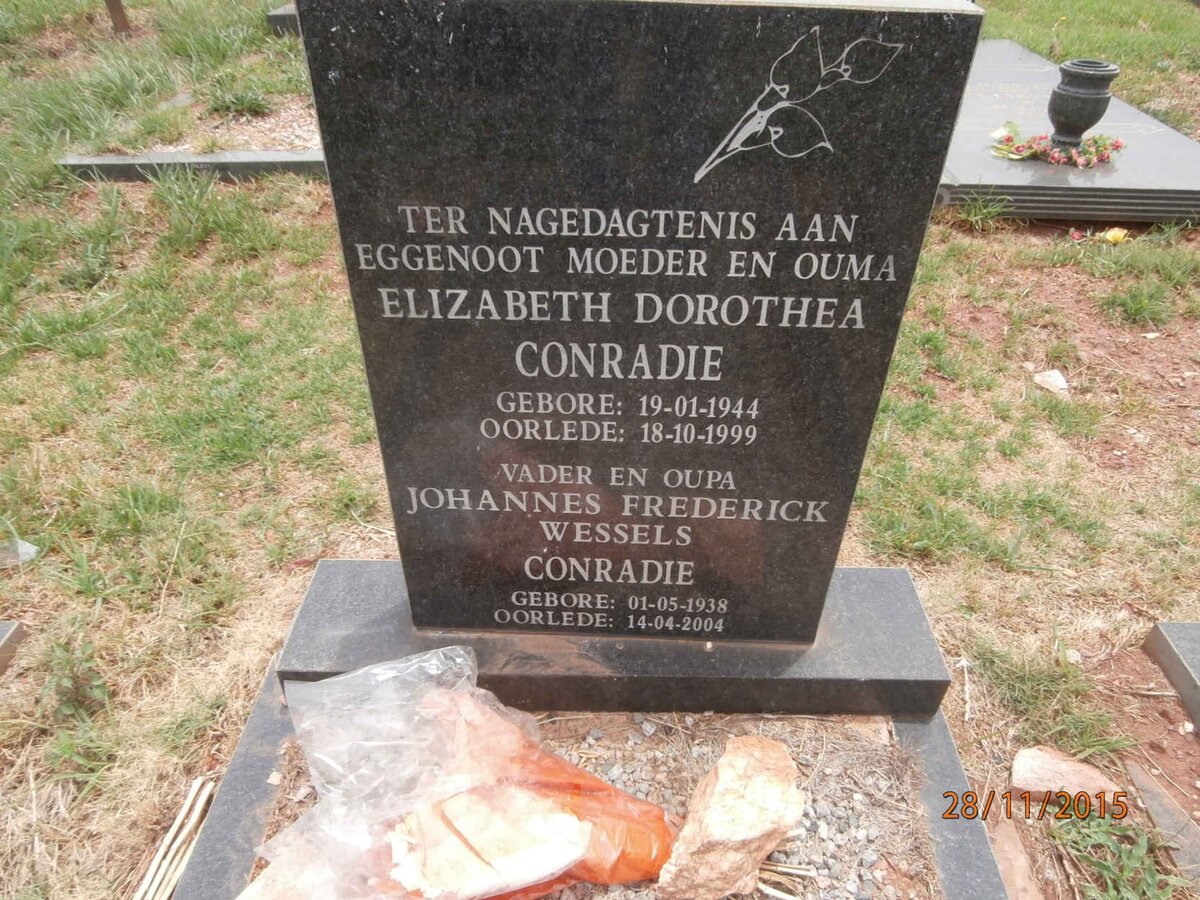 TER NAGEDAGTENIS AAN
EGGENOOT MOEDER EN OUMA
ELIZABETH DOROTHEA
CONRADIE
GEBORE: 19-01-1944
OORLEDE: 18-10-1999
VADER EN OUPA
JOHANNES FREDERICK
WESSELS
CONRADIE
GEBORE: 01-05-1938
OORLEDE: 14-04-2004
28/11/2015